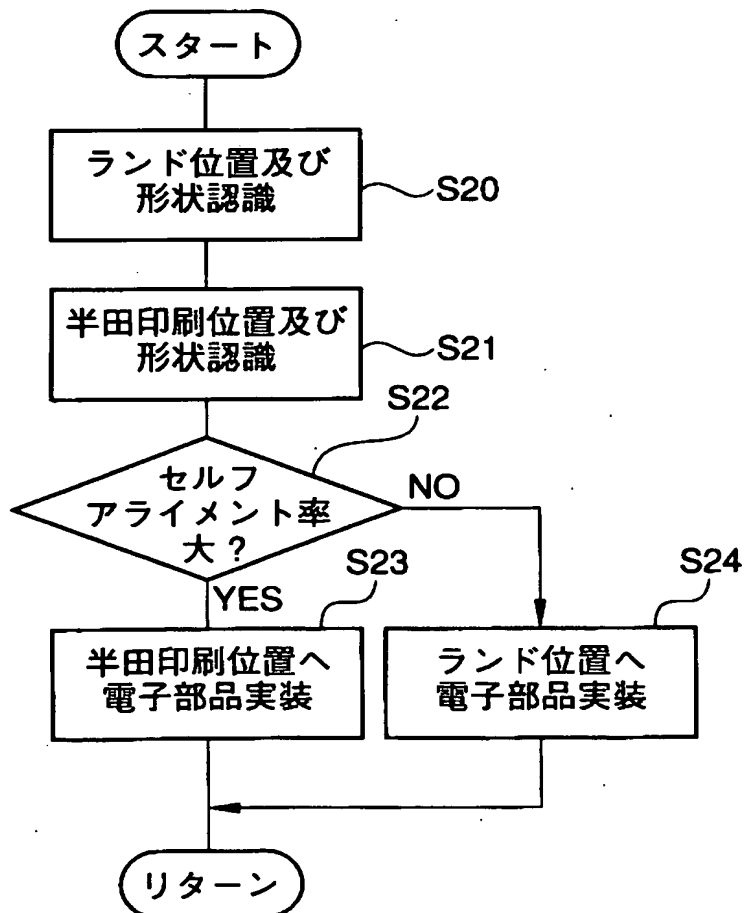 スタート
ランド位置及び
形状認識
S20
半田印刷位置及び
形状認識
S21
S22
セルフ
アライメント率
大？
NO
YES
S23
半田印刷位置へ
電子部品実装
S24
ランド位置へ
電子部品実装
リターン